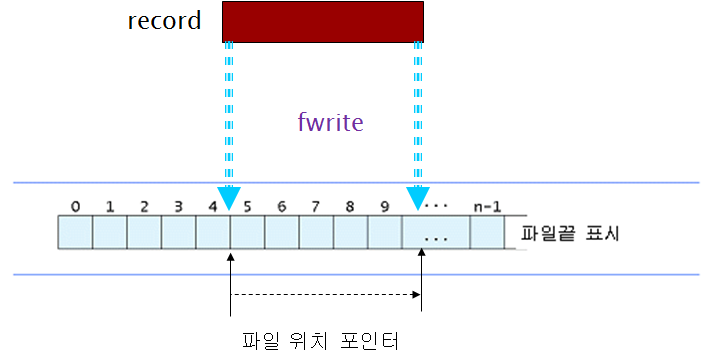 record
fwrite
0 1 2 3 4 5 6 7 8 9 ... n-1
... 파일끝 표시
파일 위치 포인터